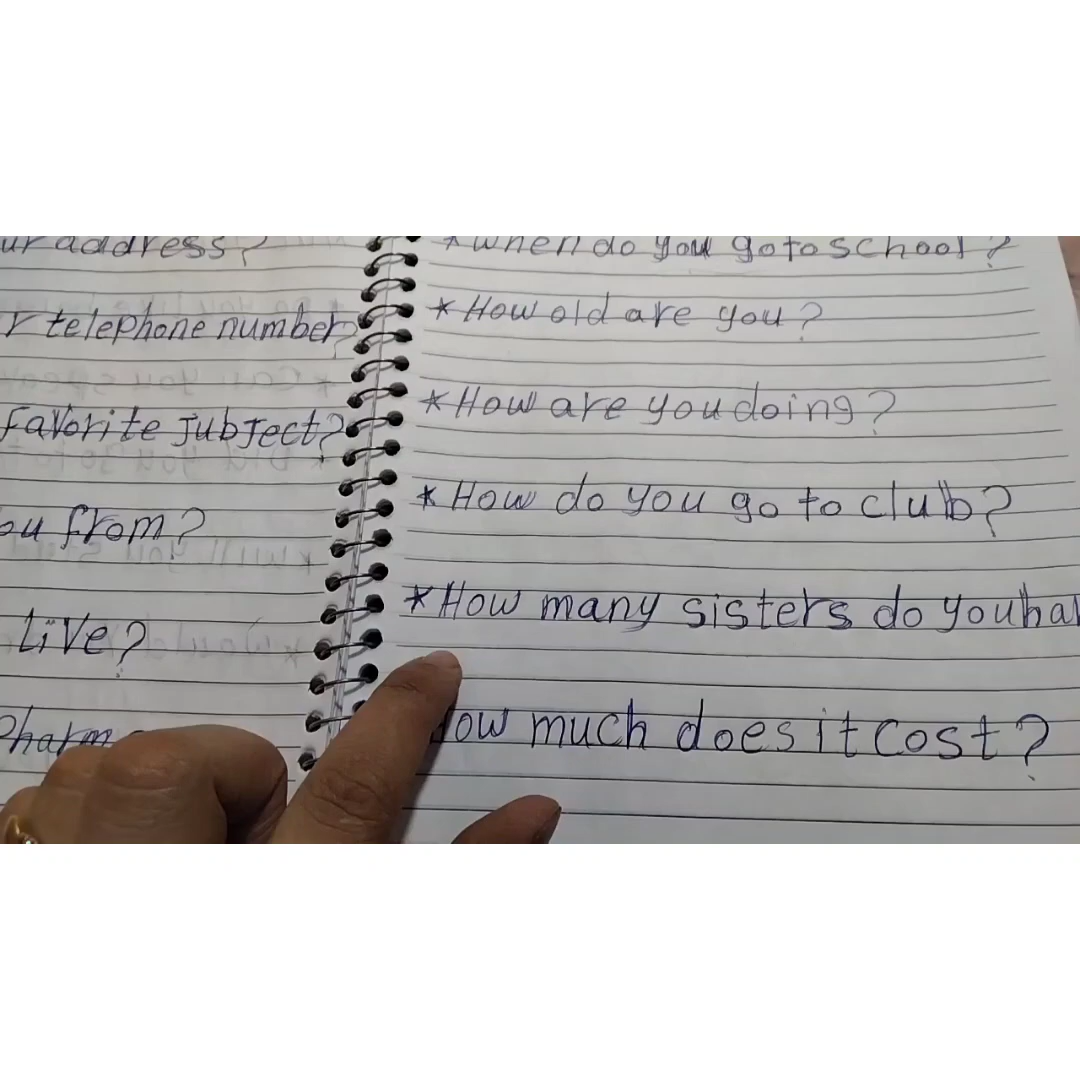 ur address?
r telephone number?
favorite Jubject?
ou from?
Live?
Pharm
*When do you go to school?
*How old are you?
*How are you doing?
*How do you go to club?
*How many sisters do you ha
ow much does it cost?